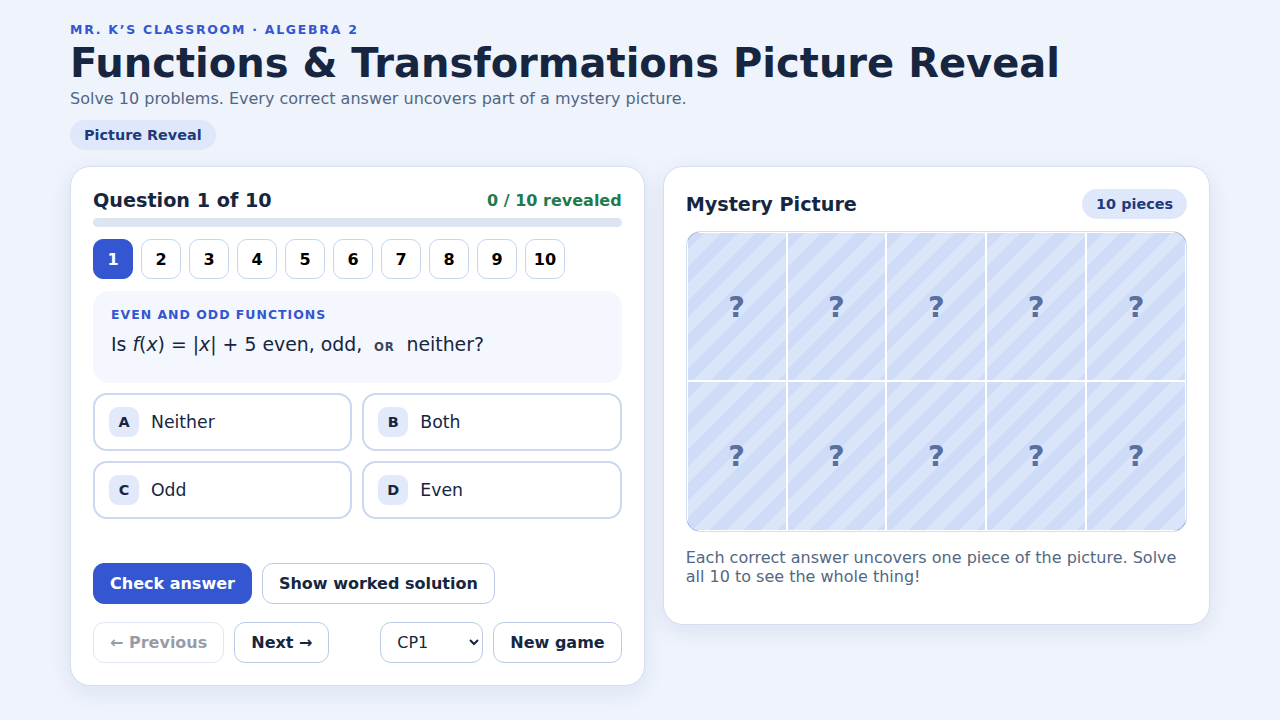 MR. K’S CLASSROOM · ALGEBRA 2
Functions & Transformations Picture Reveal
Solve 10 problems. Every correct answer uncovers part of a mystery picture.
Picture Reveal
Question 1 of 10
0 / 10 revealed
1 2 3 4 5 6 7 8 9 10
EVEN AND ODD FUNCTIONS
Is f(x) = |x| + 5 even, odd, OR neither?
A Neither
B Both
C Odd
D Even
Check answer
Show worked solution
← Previous
Next →
CP1
New game
Mystery Picture
10 pieces
? ? ? ? ?
? ? ? ? ?
Each correct answer uncovers one piece of the picture. Solve
all 10 to see the whole thing!